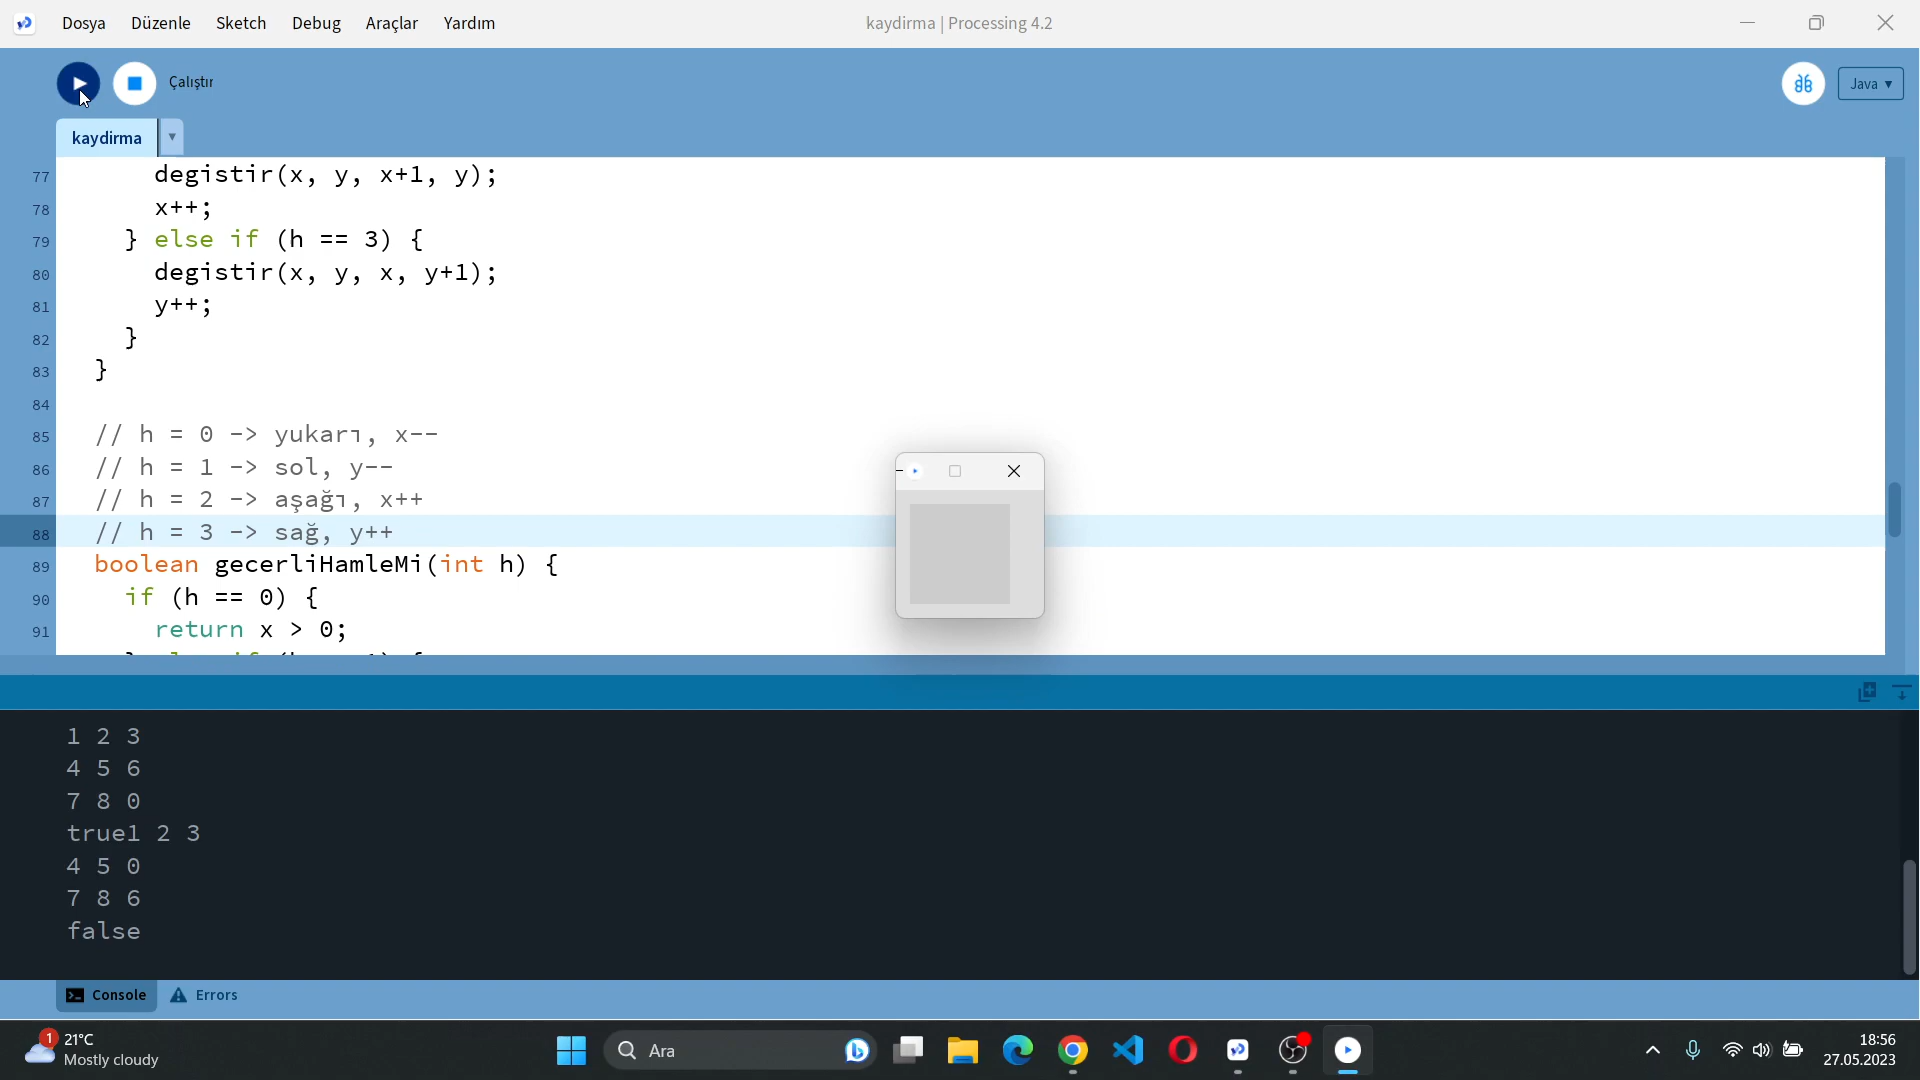 Dosya Düzenle Sketch Debug Araçlar Yardım kaydirma | Processing 4.2
Çalıştır
Java ▾
kaydirma ▾
77 degistir(x, y, x+1, y);
78 x++;
79 } else if (h == 3) {
80 degistir(x, y, x, y+1);
81 y++;
82 }
83 }
84
85 // h = 0 -> yukarı, x--
86 // h = 1 -> sol, y--
87 // h = 2 -> aşağı, x++
88 // h = 3 -> sağ, y++
89 boolean gecerliHamleMi(int h) {
90 if (h == 0) {
91 return x > 0;
1 2 3
4 5 6
7 8 0
true1 2 3
4 5 0
7 8 6
false
Console Errors
1 21°C
Mostly cloudy
Ara
18:56
27.05.2023